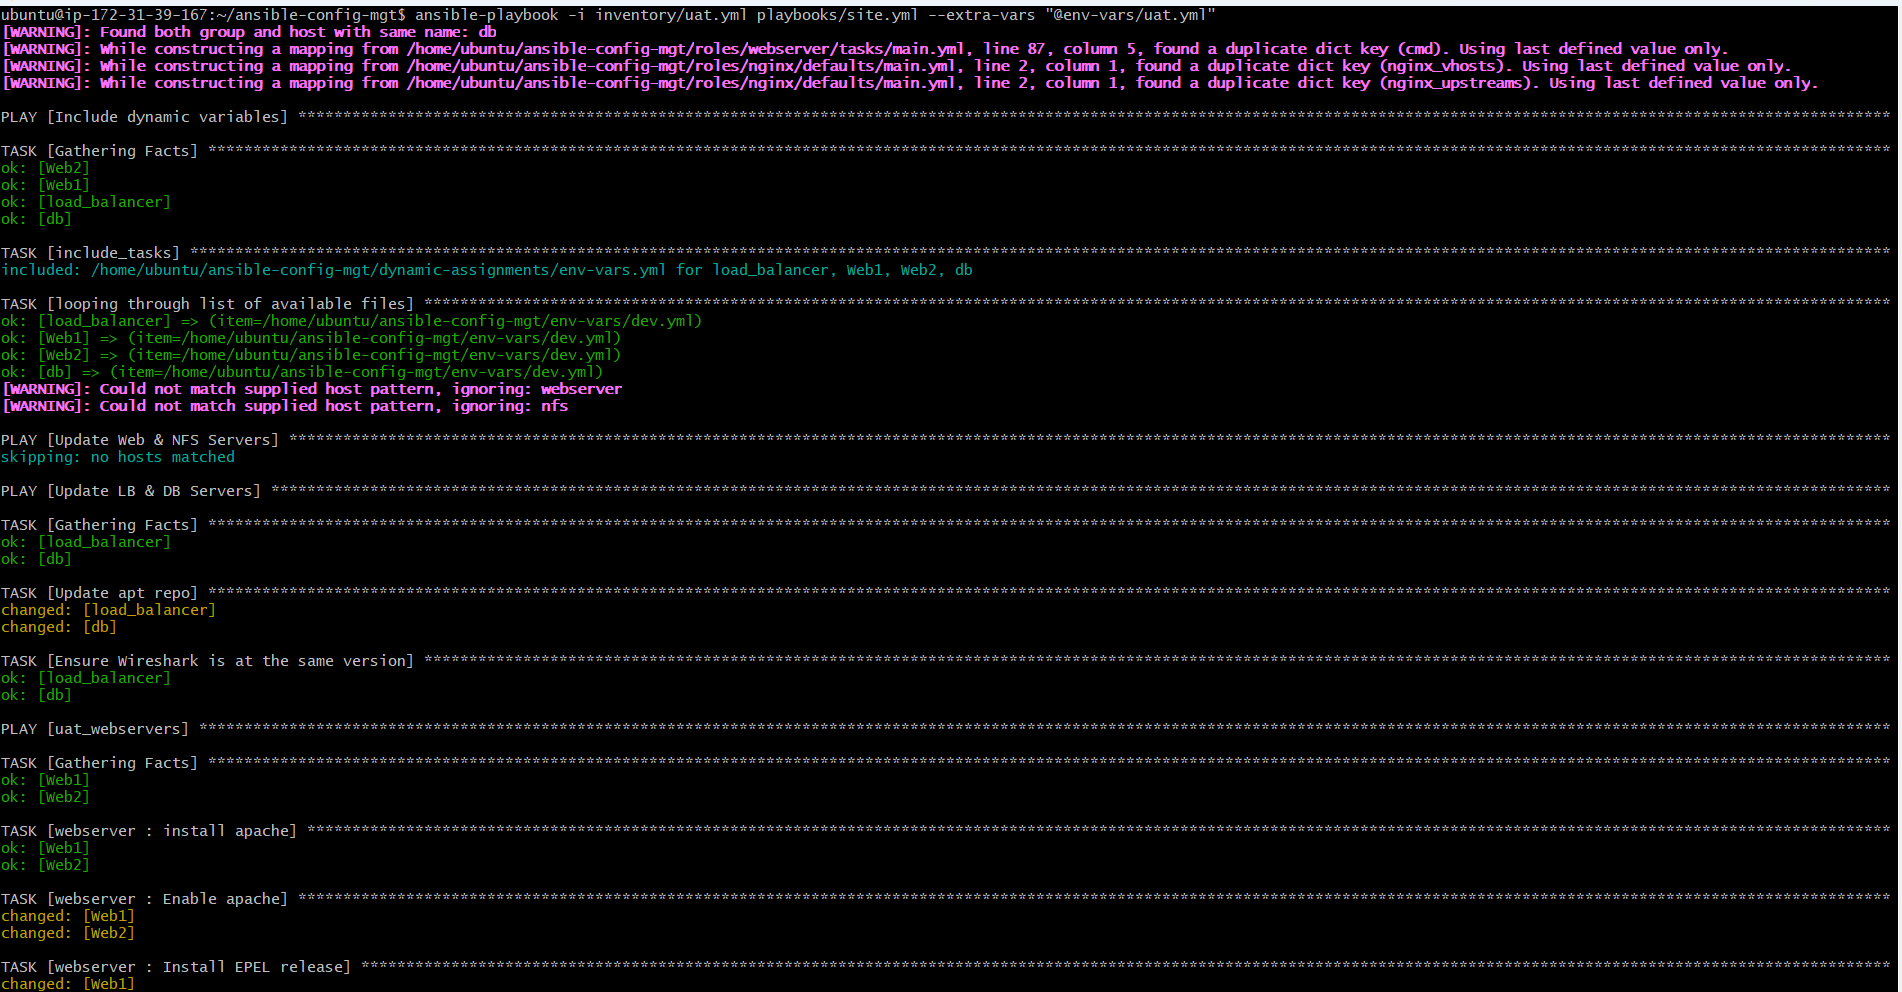 ubuntu@ip-172-31-39-167:~/ansible-config-mgt$ ansible-playbook -i inventory/uat.yml playbooks/site.yml --extra-vars "@env-vars/uat.yml"
[WARNING]: Found both group and host with same name: db
[WARNING]: While constructing a mapping from /home/ubuntu/ansible-config-mgt/roles/webserver/tasks/main.yml, line 87, column 5, found a duplicate dict key (cmd). Using last defined value only.
[WARNING]: While constructing a mapping from /home/ubuntu/ansible-config-mgt/roles/nginx/defaults/main.yml, line 2, column 1, found a duplicate dict key (nginx_vhosts). Using last defined value only.
[WARNING]: While constructing a mapping from /home/ubuntu/ansible-config-mgt/roles/nginx/defaults/main.yml, line 2, column 1, found a duplicate dict key (nginx_upstreams). Using last defined value only.
PLAY [Include dynamic variables] ****
TASK [Gathering Facts] ****
ok: [Web2]
ok: [Web1]
ok: [load_balancer]
ok: [db]
TASK [include_tasks] ****
included: /home/ubuntu/ansible-config-mgt/dynamic-assignments/env-vars.yml for load_balancer, Web1, Web2, db
TASK [looping through list of available files] ****
ok: [load_balancer] => (item=/home/ubuntu/ansible-config-mgt/env-vars/dev.yml)
ok: [Web1] => (item=/home/ubuntu/ansible-config-mgt/env-vars/dev.yml)
ok: [Web2] => (item=/home/ubuntu/ansible-config-mgt/env-vars/dev.yml)
ok: [db] => (item=/home/ubuntu/ansible-config-mgt/env-vars/dev.yml)
[WARNING]: Could not match supplied host pattern, ignoring: webserver
[WARNING]: Could not match supplied host pattern, ignoring: nfs
PLAY [Update Web & NFS Servers] ****
skipping: no hosts matched
PLAY [Update LB & DB Servers] ****
TASK [Gathering Facts] ****
ok: [load_balancer]
ok: [db]
TASK [Update apt repo] ****
changed: [load_balancer]
changed: [db]
TASK [Ensure Wireshark is at the same version] ****
ok: [load_balancer]
ok: [db]
PLAY [uat_webservers] ****
TASK [Gathering Facts] ****
ok: [Web1]
ok: [Web2]
TASK [webserver : install apache] ****
ok: [Web1]
ok: [Web2]
TASK [webserver : Enable apache] ****
changed: [Web1]
changed: [Web2]
TASK [webserver : Install EPEL release] ****
changed: [Web1]